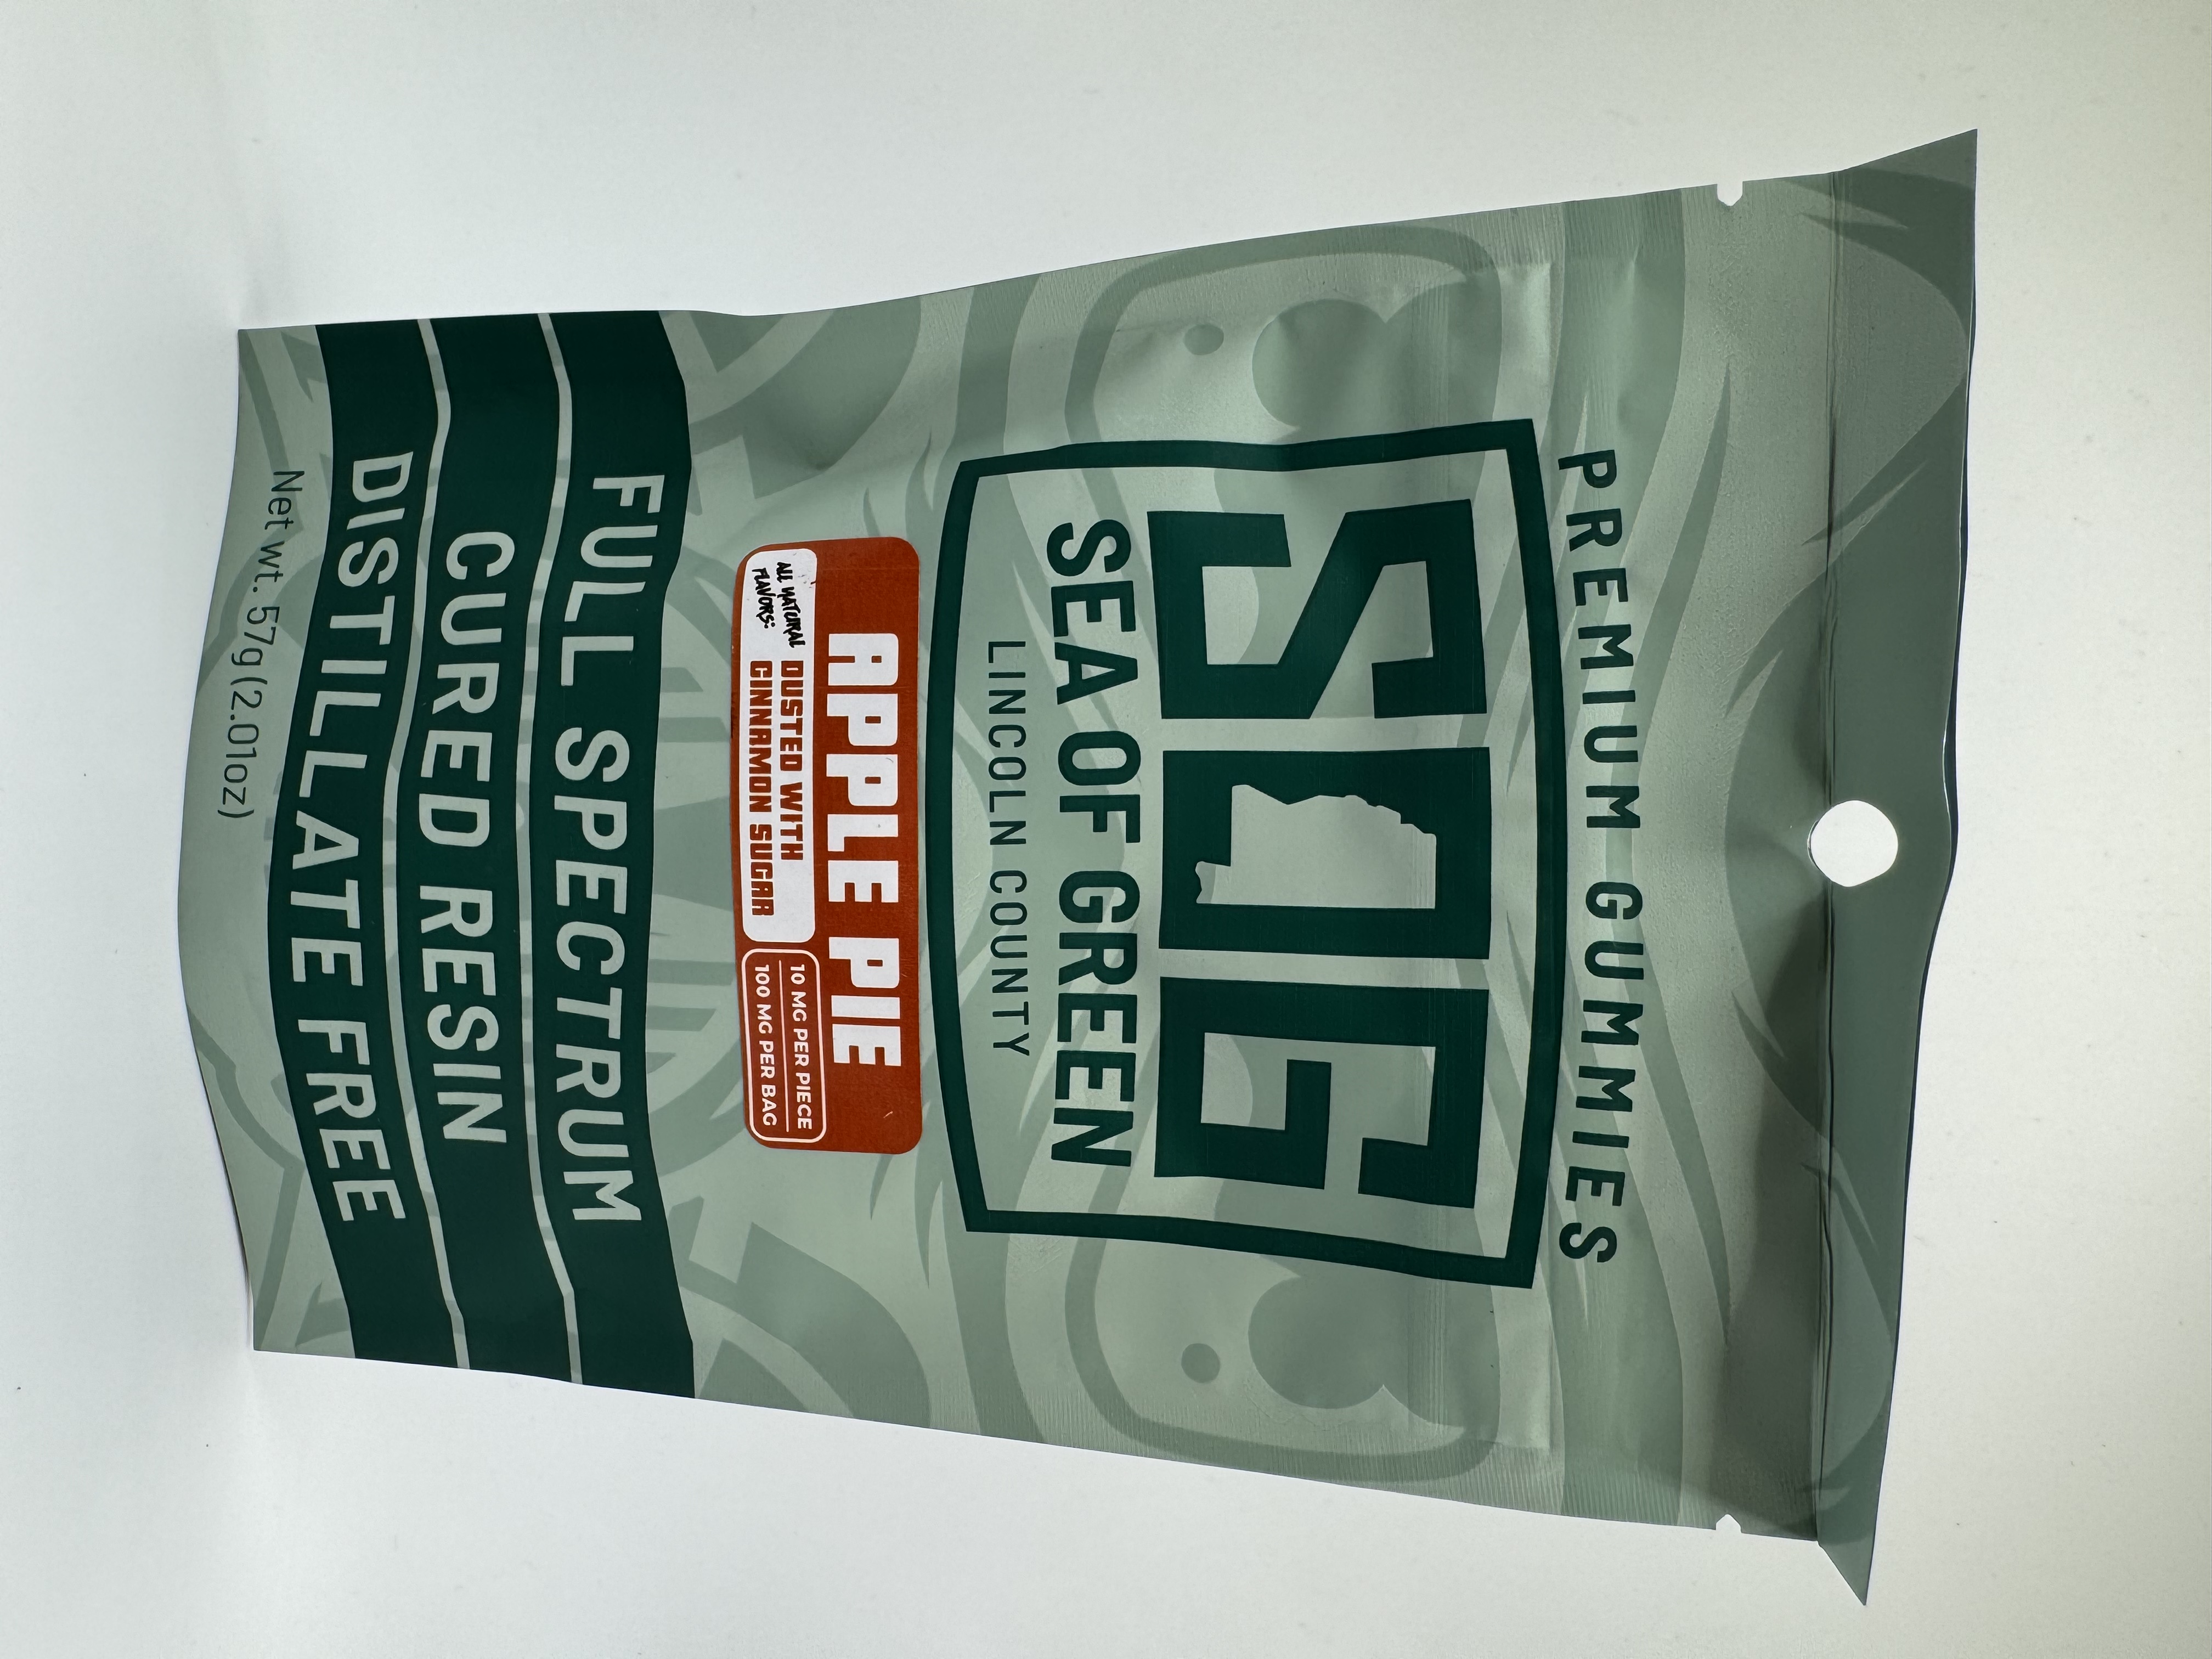 PREMIUM GUMMIES
SOG
SEA OF GREEN
LINCOLN COUNTY
APPLE PIE
ALL NATURAL
FLAVORS:
DUSTED WITH
CINNAMON SUGAR
10 MG PER PIECE
100 MG PER BAG
FULL SPECTRUM
CURED RESIN
DISTILLATE FREE
Net wt. 57g (2.01oz)